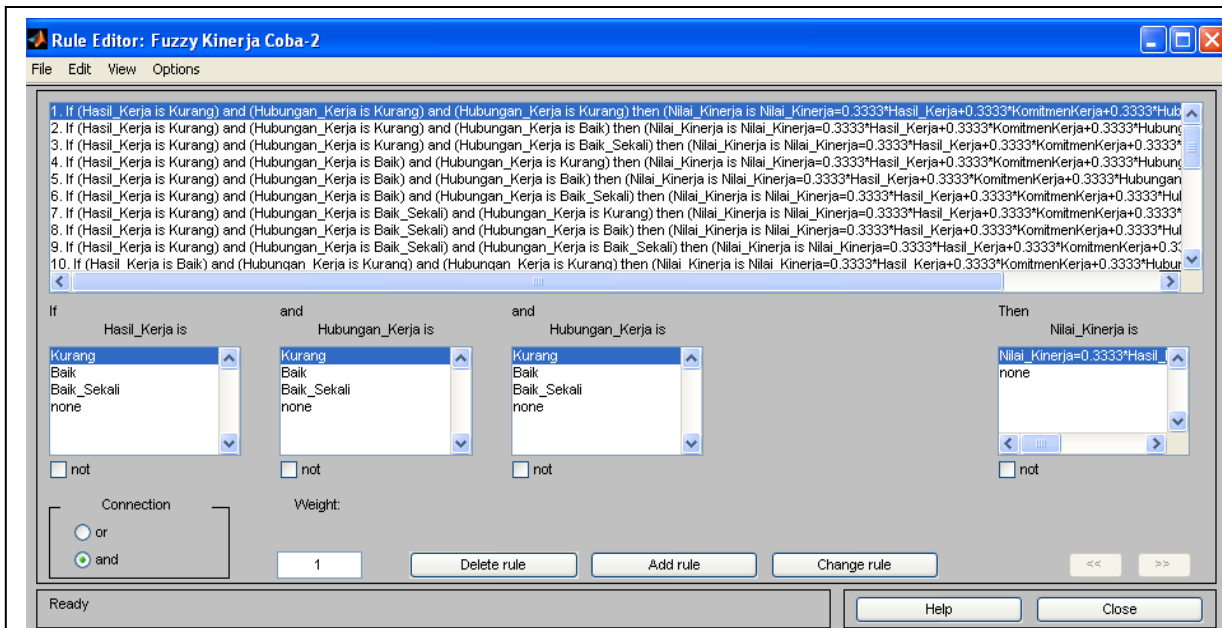 Rule Editor: Fuzzy Kinerja Coba-2
File Edit View Options
1. If (Hasil_Kerja is Kurang) and (Hubungan_Kerja is Kurang) and (Hubungan_Kerja is Kurang) then (Nilai_Kinerja is Nilai_Kinerja=0.3333*Hasil_Kerja+0.3333*KomitmenKerja+0.3333*Hub
2. If (Hasil_Kerja is Kurang) and (Hubungan_Kerja is Kurang) and (Hubungan_Kerja is Baik) then (Nilai_Kinerja is Nilai_Kinerja=0.3333*Hasil_Kerja+0.3333*KomitmenKerja+0.3333*Hubung
3. If (Hasil_Kerja is Kurang) and (Hubungan_Kerja is Kurang) and (Hubungan_Kerja is Baik_Sekali) then (Nilai_Kinerja is Nilai_Kinerja=0.3333*Hasil_Kerja+0.3333*KomitmenKerja+0.3333*
4. If (Hasil_Kerja is Kurang) and (Hubungan_Kerja is Baik) and (Hubungan_Kerja is Kurang) then (Nilai_Kinerja is Nilai_Kinerja=0.3333*Hasil_Kerja+0.3333*KomitmenKerja+0.3333*Hubung
5. If (Hasil_Kerja is Kurang) and (Hubungan_Kerja is Baik) and (Hubungan_Kerja is Baik) then (Nilai_Kinerja is Nilai_Kinerja=0.3333*Hasil_Kerja+0.3333*KomitmenKerja+0.3333*Hubungan
6. If (Hasil_Kerja is Kurang) and (Hubungan_Kerja is Baik) and (Hubungan_Kerja is Baik_Sekali) then (Nilai_Kinerja is Nilai_Kinerja=0.3333*Hasil_Kerja+0.3333*KomitmenKerja+0.3333*Hul
7. If (Hasil_Kerja is Kurang) and (Hubungan_Kerja is Baik_Sekali) and (Hubungan_Kerja is Kurang) then (Nilai_Kinerja is Nilai_Kinerja=0.3333*Hasil_Kerja+0.3333*KomitmenKerja+0.3333*
8. If (Hasil_Kerja is Kurang) and (Hubungan_Kerja is Baik_Sekali) and (Hubungan_Kerja is Baik) then (Nilai_Kinerja is Nilai_Kinerja=0.3333*Hasil_Kerja+0.3333*KomitmenKerja+0.3333*Hul
9. If (Hasil_Kerja is Kurang) and (Hubungan_Kerja is Baik_Sekali) and (Hubungan_Kerja is Baik_Sekali) then (Nilai_Kinerja is Nilai_Kinerja=0.3333*Hasil_Kerja+0.3333*KomitmenKerja+0.3
10. If (Hasil_Kerja is Baik) and (Hubungan_Kerja is Kurang) and (Hubungan_Kerja is Kurang) then (Nilai_Kinerja is Nilai_Kinerja=0.3333*Hasil_Kerja+0.3333*KomitmenKerja+0.3333*Hubur
If and and Then
Hasil_Kerja is Hubungan_Kerja is Hubungan_Kerja is Nilai_Kinerja is
Kurang Kurang Kurang Nilai_Kinerja=0.3333*Hasil_
Baik Baik Baik none
Baik_Sekali Baik_Sekali Baik_Sekali
none none none
not not not not
Connection Weight:
or
and 1 Delete rule Add rule Change rule << >>
Ready Help Close